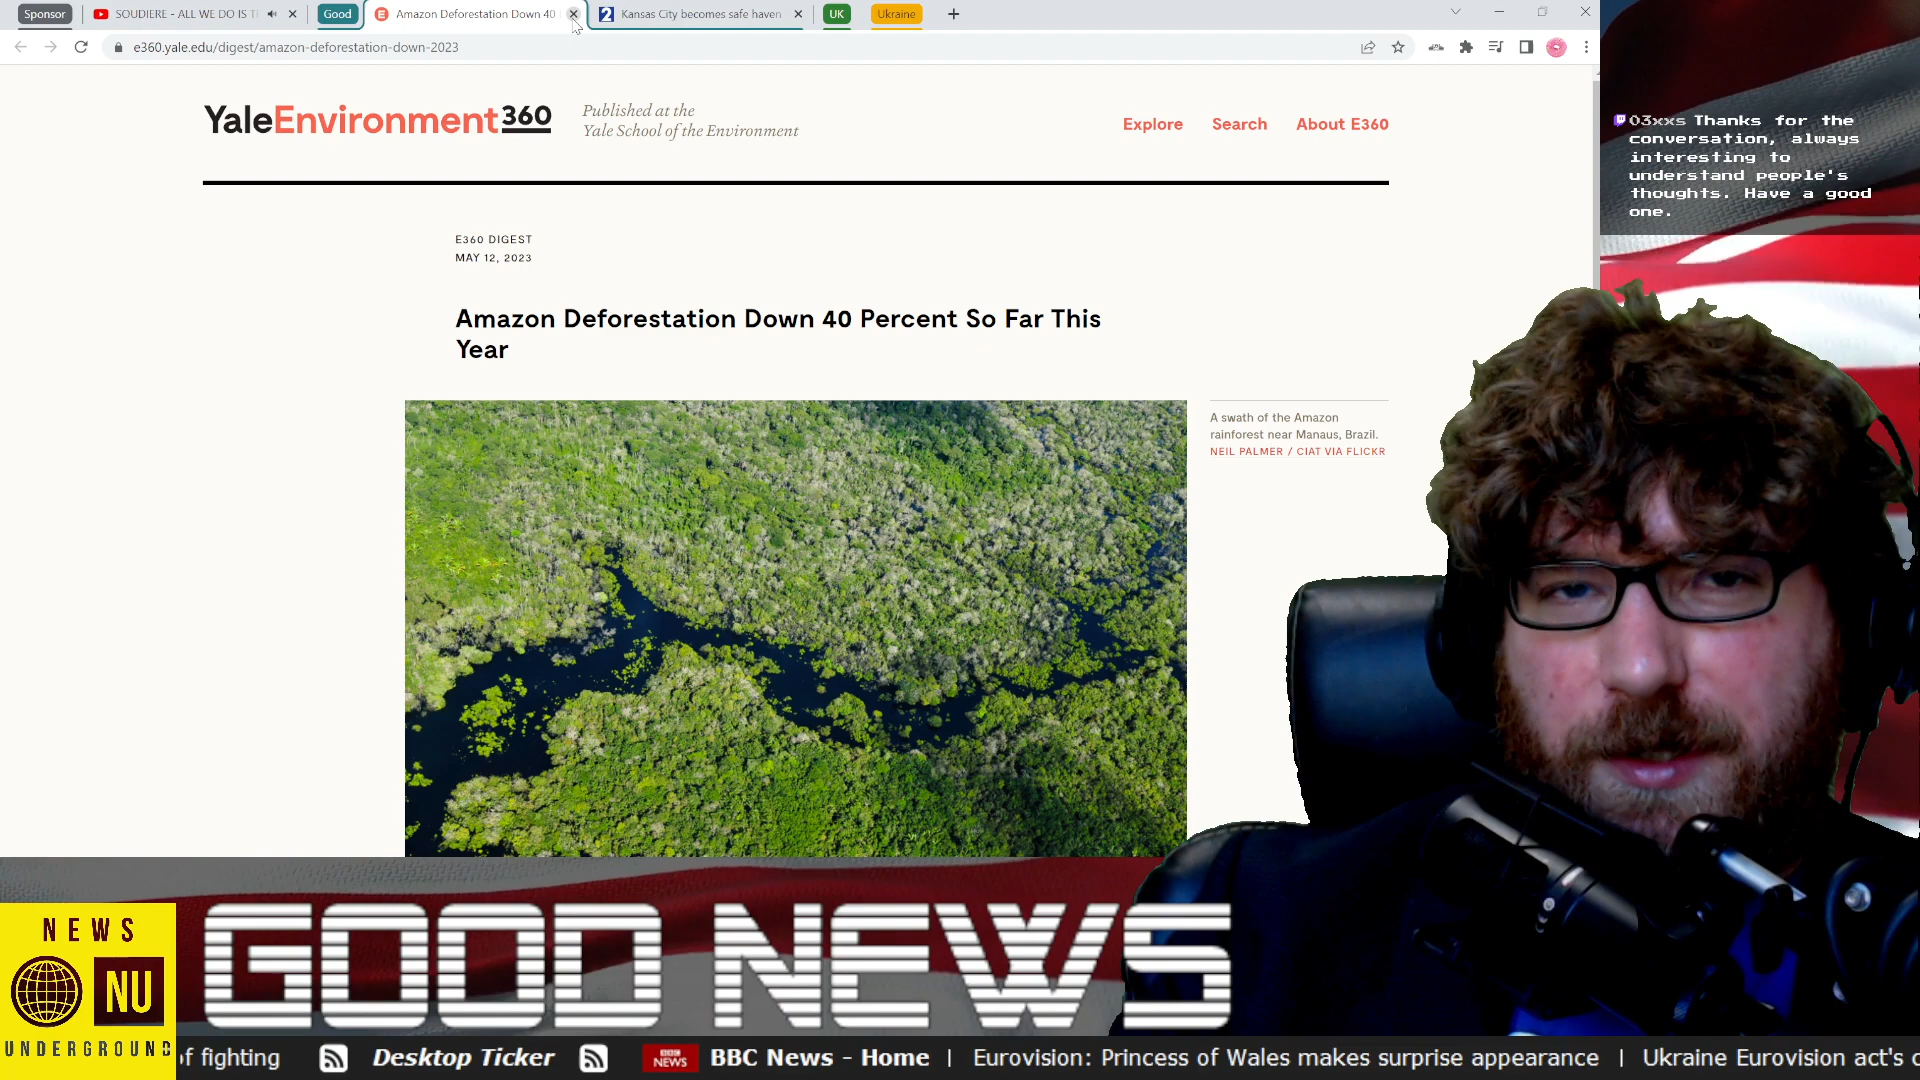 Sponsor
SOUDIERE - ALL WE DO IS T
Good
Amazon Deforestation Down 40
Kansas City becomes safe haven
UK
Ukraine
e360.yale.edu/digest/amazon-deforestation-down-2023
YaleEnvironment360
Published at the
Yale School of the Environment
Explore
Search
About E360
E360 DIGEST
MAY 12, 2023
Amazon Deforestation Down 40 Percent So Far This
Year
A swath of the Amazon
rainforest near Manaus, Brazil.
NEIL PALMER / CIAT VIA FLICKR
03xxs Thanks for the
conversation, always
interesting to
understand people's
thoughts. Have a good
one.
NEWS
NU
UNDERGROUND
GOOD NEWS
of fighting
Desktop Ticker
BBC NEWS
BBC News - Home | Eurovision: Princess of Wales makes surprise appearance | Ukraine Eurovision act's c